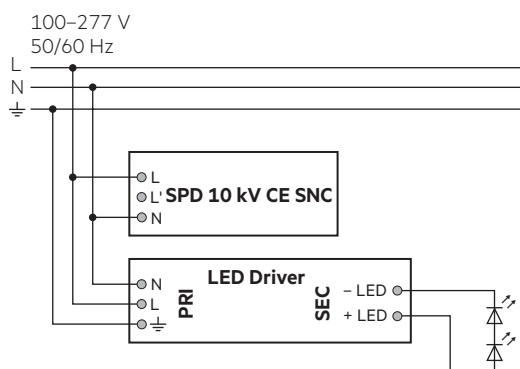 100–277 V
50/60 Hz
L
N
L
L' SPD 10 kV CE SNC
N
LED Driver
N
L
PRI
SEC
– LED
+ LED